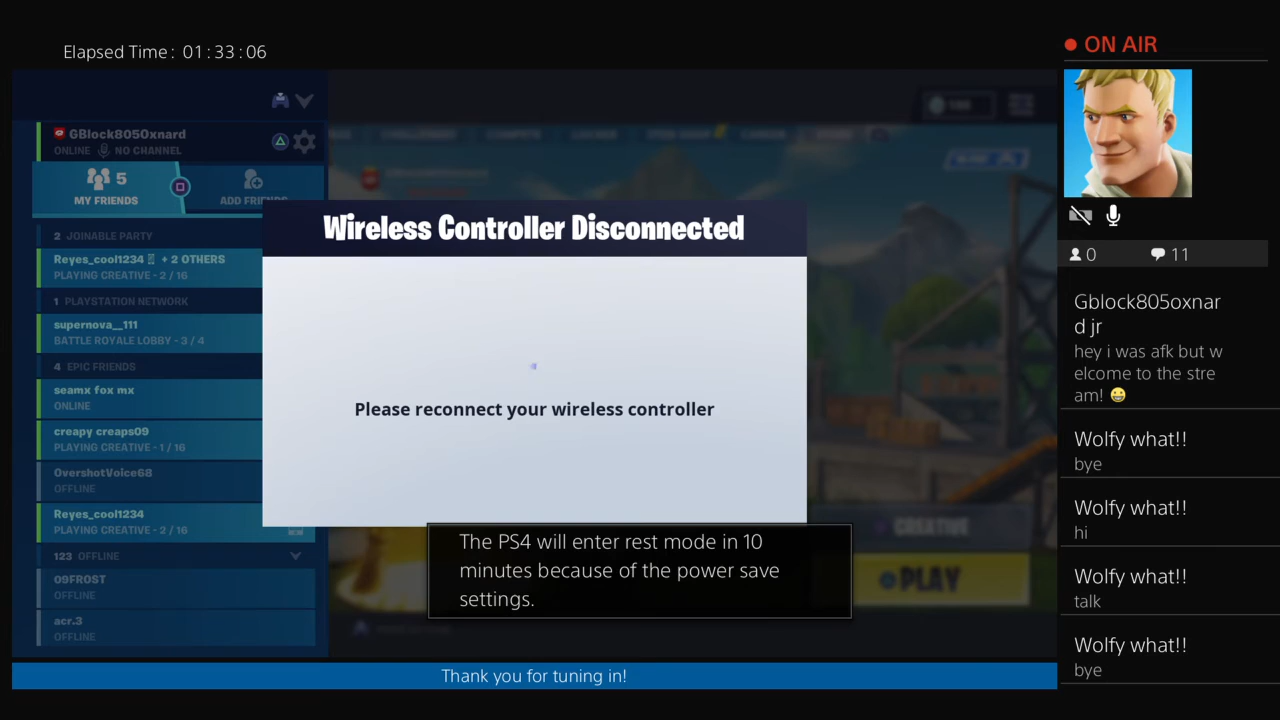 Elapsed Time: 01:33:06
ON AIR
GBlock805Oxnard
ONLINE NO CHANNEL
5
MY FRIENDS
ADD FRIENDS
2 JOINABLE PARTY
Reyes_cool1234 + 2 OTHERS
PLAYING CREATIVE - 2 / 16
1 PLAYSTATION NETWORK
supernova__111
BATTLE ROYALE LOBBY - 3 / 4
4 EPIC FRIENDS
seamx fox mx
ONLINE
creapy creaps09
PLAYING CREATIVE - 1 / 16
OvershotVoice68
OFFLINE
Reyes_cool1234
PLAYING CREATIVE - 2 / 16
123 OFFLINE
09FROST
OFFLINE
acr.3
OFFLINE
Wireless Controller Disconnected
Please reconnect your wireless controller
The PS4 will enter rest mode in 10
minutes because of the power save
settings.
CREATIVE
PLAY
Thank you for tuning in!
0 11
Gblock805oxnar
d jr
hey i was afk but w
elcome to the stre
am! 😀
Wolfy what!!
bye
Wolfy what!!
hi
Wolfy what!!
talk
Wolfy what!!
bye